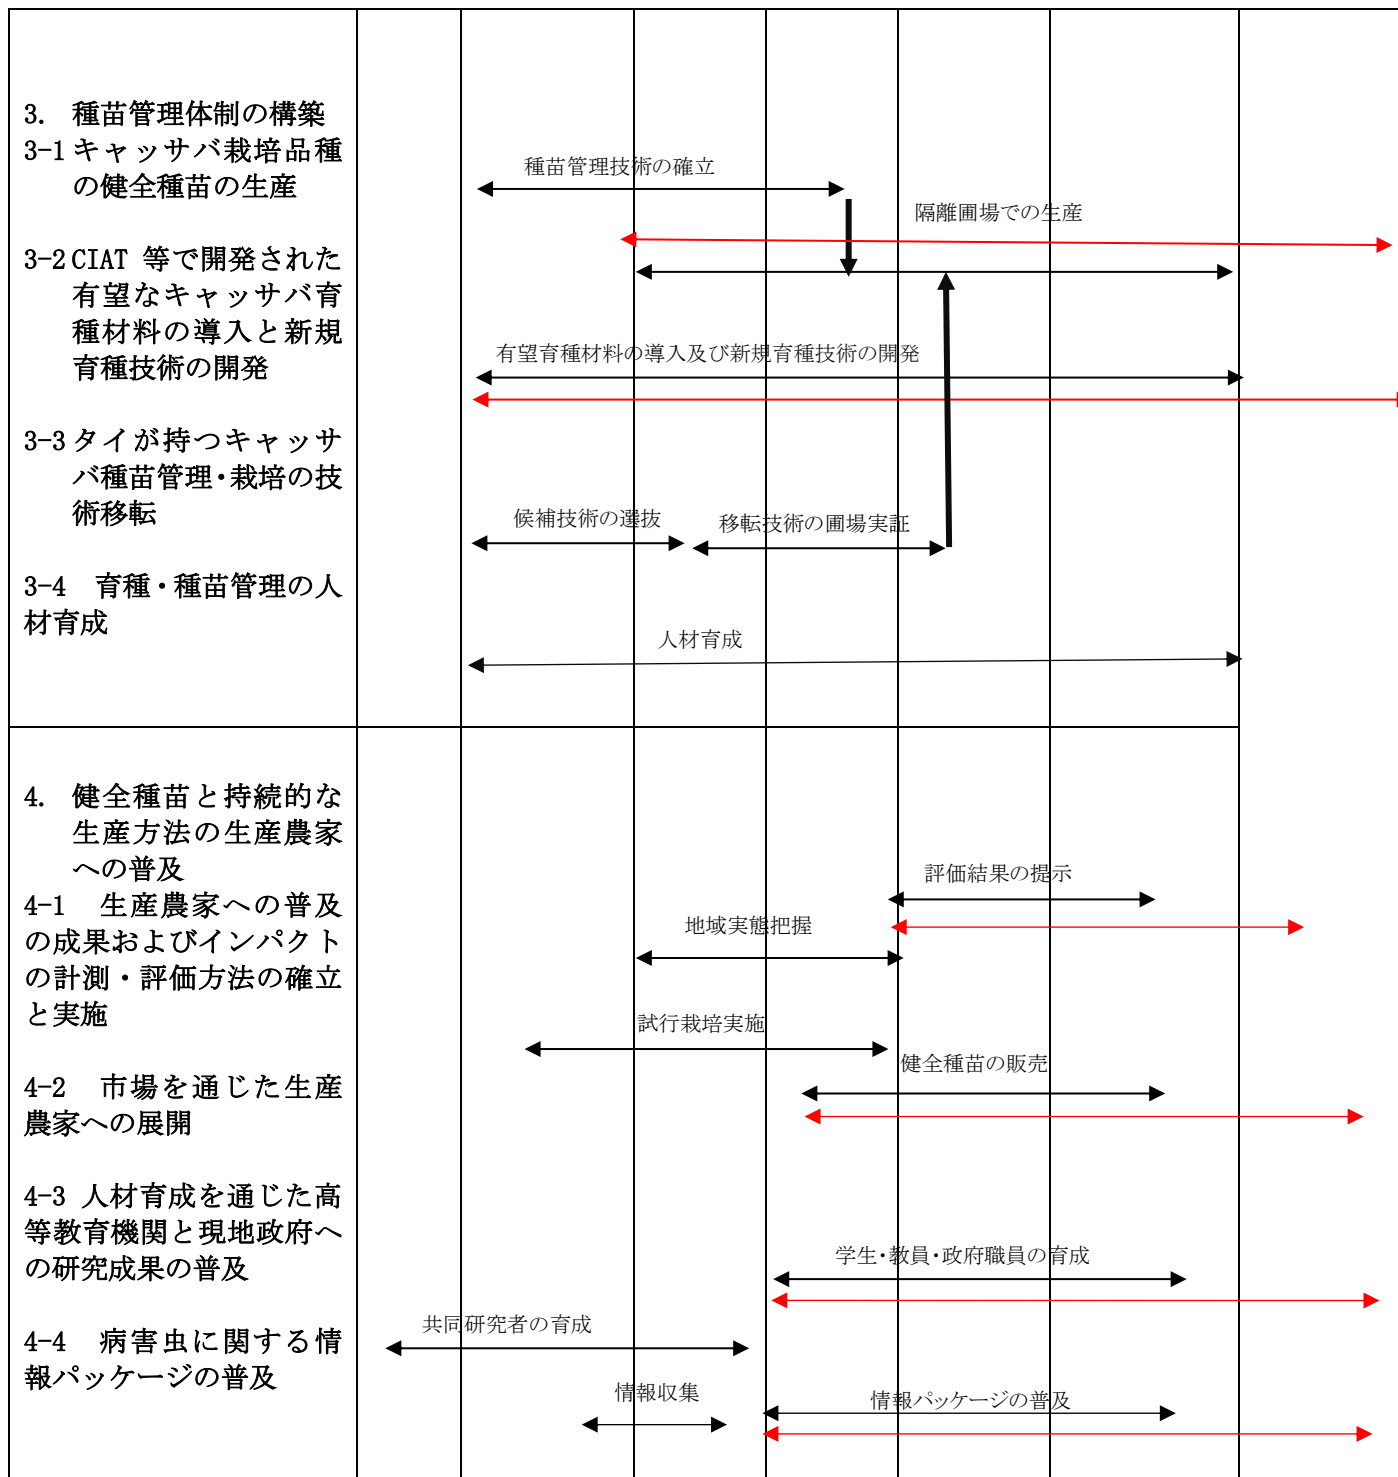 3. 種苗管理体制の構築
3-1 キャッサバ栽培品種
の健全種苗の生産
3-2 CIAT 等で開発された
有望なキャッサバ育
種材料の導入と新規
育種技術の開発
3-3 タイが持つキャッサ
バ種苗管理・栽培の技
術移転
3-4 育種・種苗管理の人
材育成
種苗管理技術の確立
隔離圃場での生産
有望育種材料の導入及び新規育種技術の開発
候補技術の選抜
移転技術の圃場実証
人材育成
4. 健全種苗と持続的な
生産方法の生産農家
への普及
4-1 生産農家への普及
の成果およびインパクト
の計測・評価方法の確立
と実施
4-2 市場を通じた生産
農家への展開
4-3 人材育成を通じた高
等教育機関と現地政府へ
の研究成果の普及
4-4 病害虫に関する情
報パッケージの普及
評価結果の提示
地域実態把握
試行栽培実施
健全種苗の販売
学生・教員・政府職員の育成
共同研究者の育成
情報収集
情報パッケージの普及